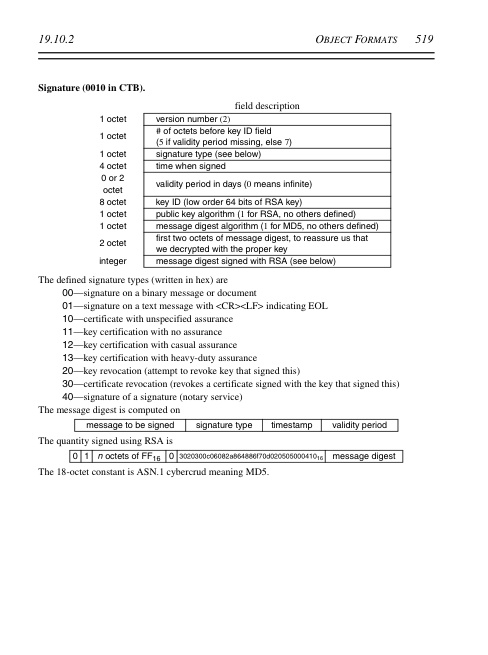 19.10.2 OBJECT FORMATS 519
Signature (0010 in CTB).
field description
1 octet version number (2)
1 octet # of octets before key ID field
(5 if validity period missing, else 7)
1 octet signature type (see below)
4 octet time when signed
0 or 2
octet validity period in days (0 means infinite)
8 octet key ID (low order 64 bits of RSA key)
1 octet public key algorithm (1 for RSA, no others defined)
1 octet message digest algorithm (1 for MD5, no others defined)
2 octet first two octets of message digest, to reassure us that
we decrypted with the proper key
integer message digest signed with RSA (see below)
The defined signature types (written in hex) are
00—signature on a binary message or document
01—signature on a text message with <CR><LF> indicating EOL
10—certificate with unspecified assurance
11—key certification with no assurance
12—key certification with casual assurance
13—key certification with heavy-duty assurance
20—key revocation (attempt to revoke key that signed this)
30—certificate revocation (revokes a certificate signed with the key that signed this)
40—signature of a signature (notary service)
The message digest is computed on
message to be signed signature type timestamp validity period
The quantity signed using RSA is
0 1 n octets of FF16 0 3020300c06082a864886f70d02050500041016 message digest
The 18-octet constant is ASN.1 cybercrud meaning MD5.